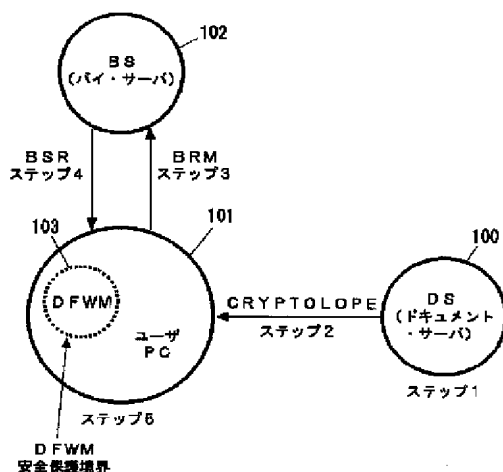 102
BS
(バイ・サーバ)
BSR
ステップ4
BRM
ステップ3
103
101
100
DFWM
ユーザ
PC
CRYPTOLOPE
ステップ2
DS
(ドキュメント
・サーバ)
ステップ1
ステップ5
DFWM
安全保護境界